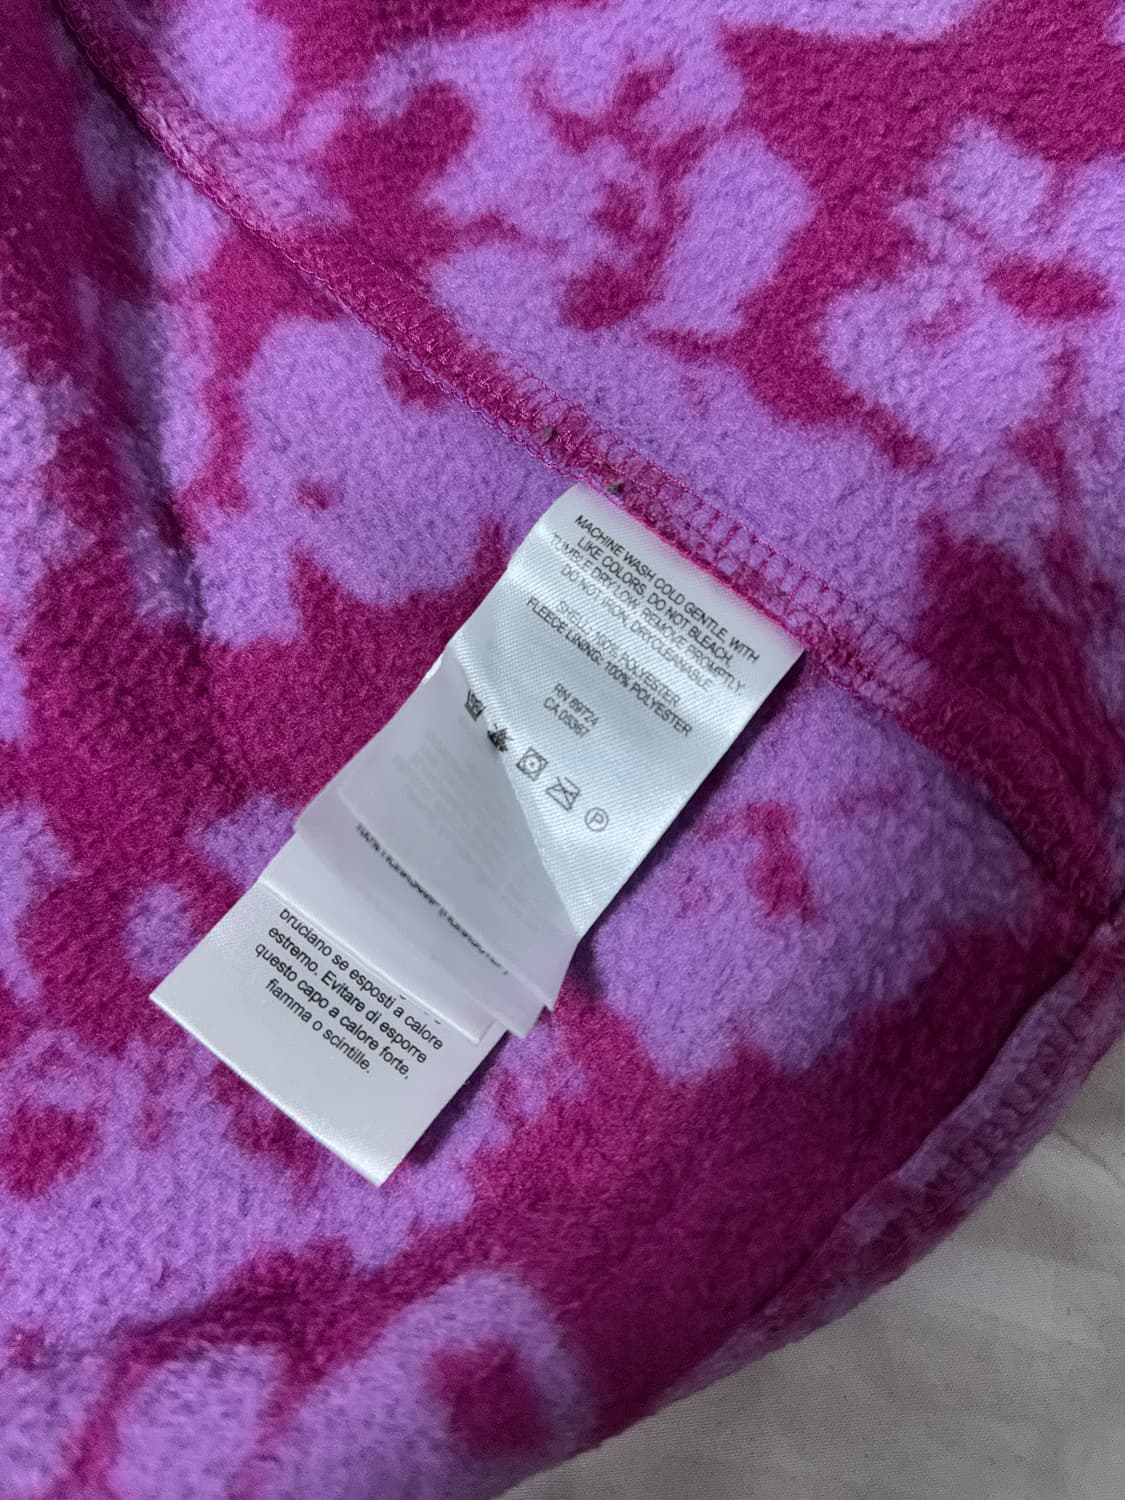 MACHINE WASH COLD GENTLE, WITH
LIKE COLORS. DO NOT BLEACH.
TUMBLE DRY LOW. REMOVE PROMPTLY.
DO NOT IRON. DRYCLEANABLE.
SHELL: 100% POLYESTER
FLEECE LINING: 100% POLYESTER
RN 89724
CA 05367
P
bruciano se esposti a calore
estremo. Evitare di esporre
questo capo a calore forte,
fiamma o scintille.